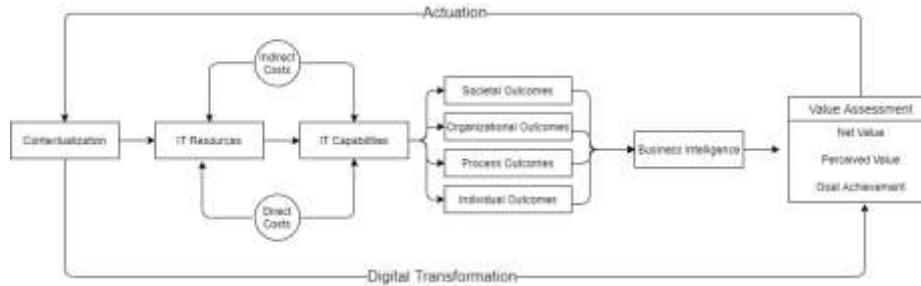 Actuation
Indirect
Costs
Contextualization
IT Resources
IT Capabilities
Societal Outcomes
Organizational Outcomes
Process Outcomes
Individual Outcomes
Business Intelligence
Value Assessment
Net Value
Perceived Value
Goal Achievement
Direct
Costs
Digital Transformation